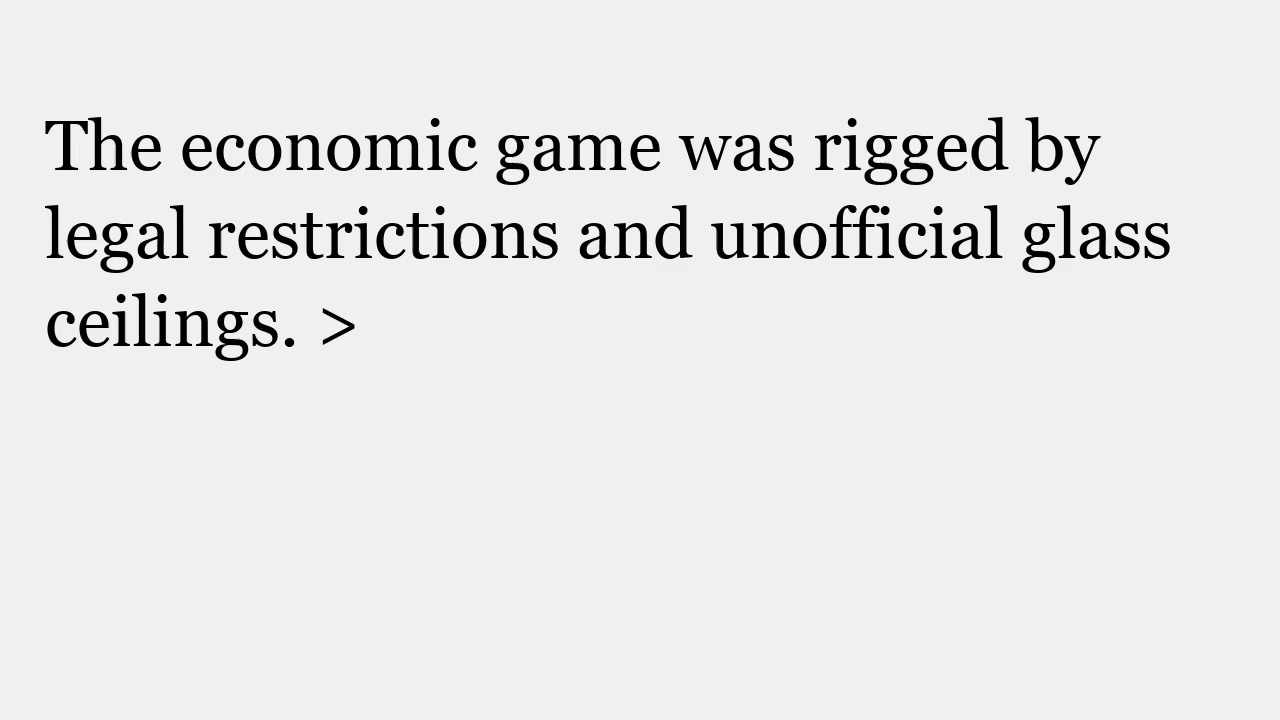 The economic game was rigged by
legal restrictions and unofficial glass
ceilings. >